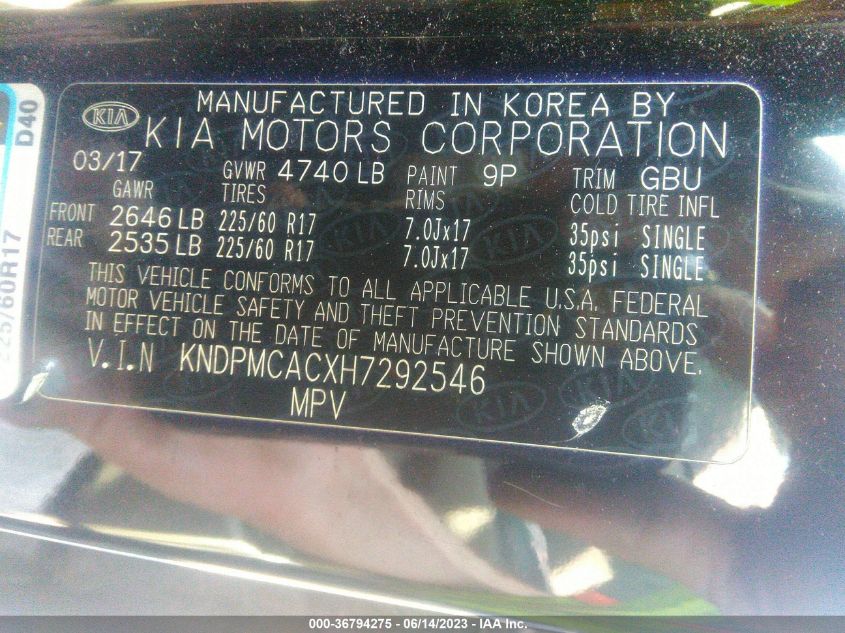 MANUFACTURED IN KOREA BY
KIA
KIA MOTORS CORPORATION
03/17 GVWR 4740 LB PAINT 9P TRIM GBU
GAWR TIRES RIMS COLD TIRE INFL
FRONT 2646 LB 225/60 R17 7.0Jx17 35psi SINGLE
REAR 2535 LB 225/60 R17 7.0Jx17 35psi SINGLE
THIS VEHICLE CONFORMS TO ALL APPLICABLE U.S.A. FEDERAL
MOTOR VEHICLE SAFETY AND THEFT PREVENTION STANDARDS
IN EFFECT ON THE DATE OF MANUFACTURE SHOWN ABOVE.
V.I.N KNDPMCACXH7292546
MPV
D40
225/60R17
000-36794275 - 06/14/2023 - IAA Inc.